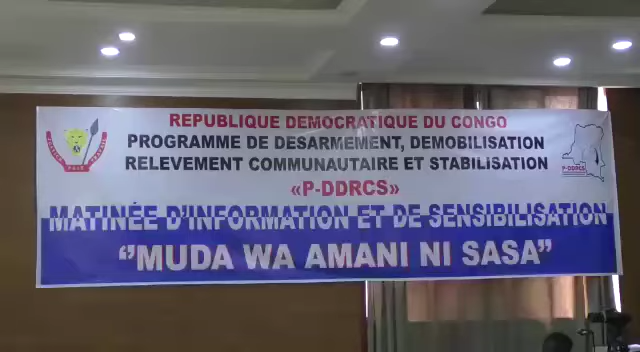 REPUBLIQUE DEMOCRATIQUE DU CONGO
PROGRAMME DE DESARMEMENT, DEMOBILISATION
RELEVEMENT COMMUNAUTAIRE ET STABILISATION
«P-DDRCS»
MATINÉE D'INFORMATION ET DE SENSIBILISATION
‘’MUDA WA AMANI NI SASA’’
P-DDRCS